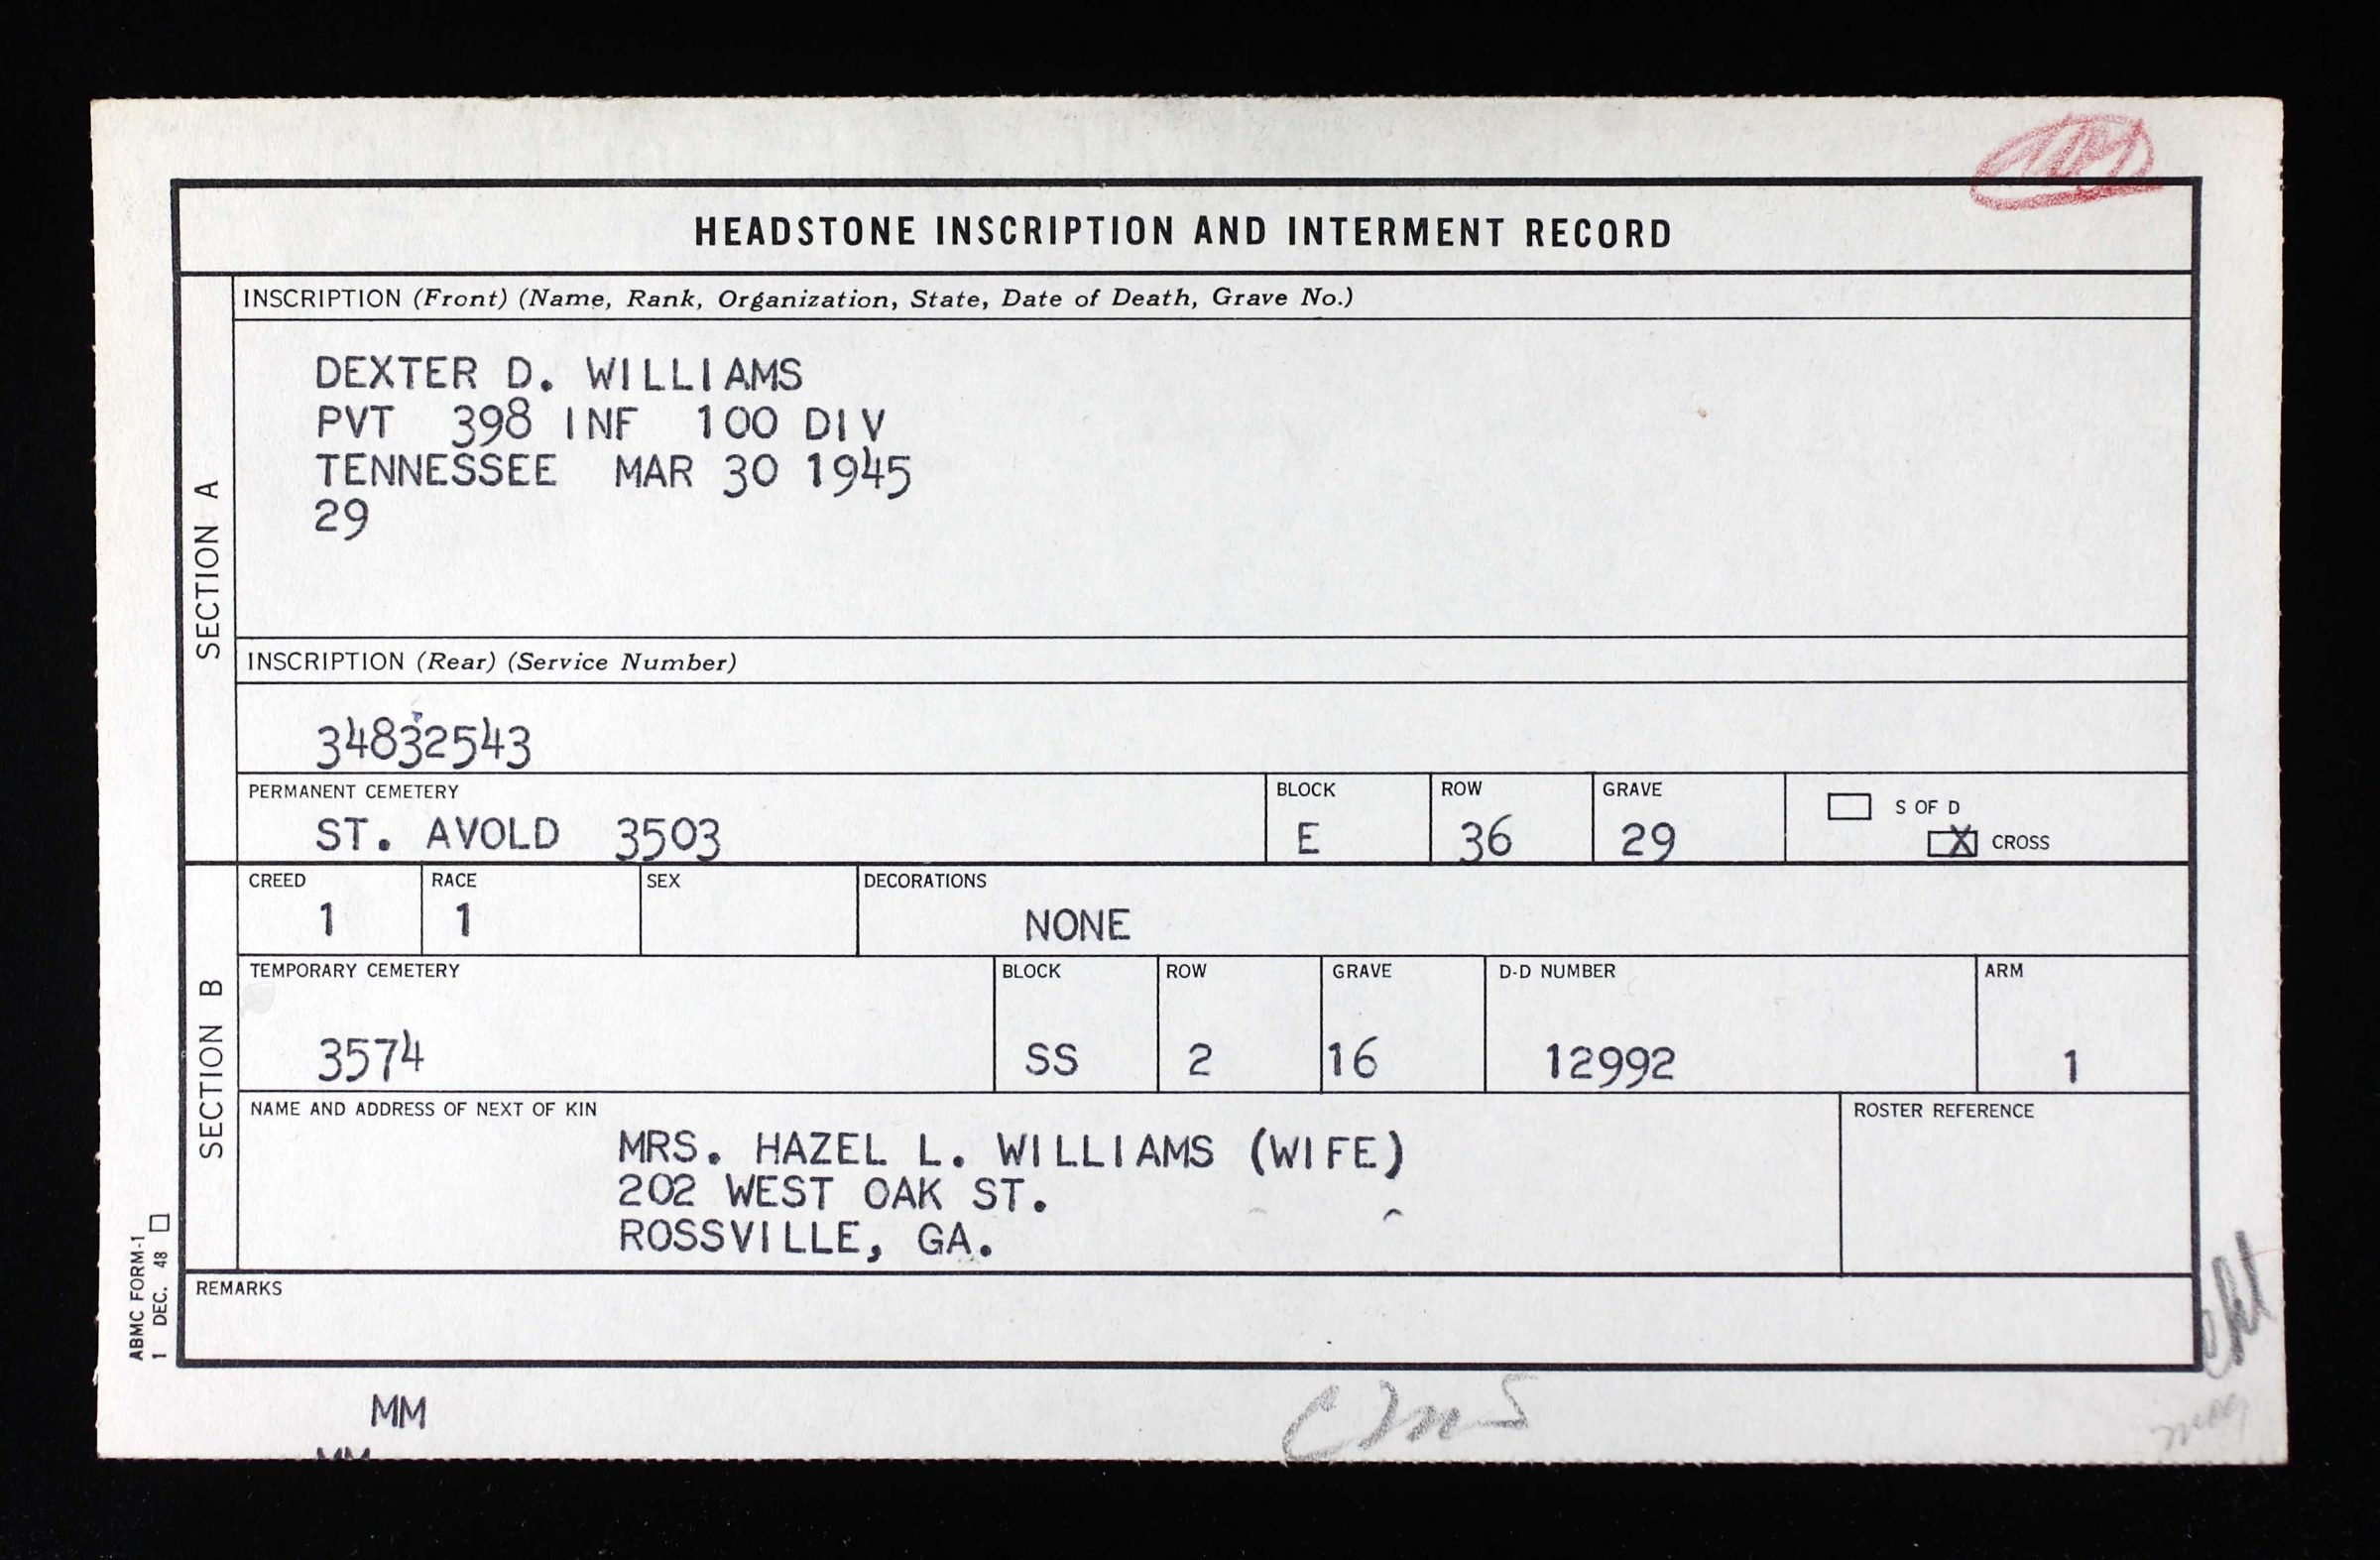 HEADSTONE INSCRIPTION AND INTERMENT RECORD
SECTION A
INSCRIPTION (Front) (Name, Rank, Organization, State, Date of Death, Grave No.)
DEXTER D. WILLIAMS
PVT 398 INF 100 DIV
TENNESSEE MAR 30 1945
29
INSCRIPTION (Rear) (Service Number)
34832543
PERMANENT CEMETERY BLOCK ROW GRAVE S OF D
ST. AVOLD 3503 E 36 29 X CROSS
SECTION B
CREED RACE SEX DECORATIONS
1 1 NONE
TEMPORARY CEMETERY BLOCK ROW GRAVE D-D NUMBER ARM
3574 SS 2 16 12992 1
NAME AND ADDRESS OF NEXT OF KIN ROSTER REFERENCE
MRS. HAZEL L. WILLIAMS (WIFE)
202 WEST OAK ST.
ROSSVILLE, GA.
REMARKS
ABMC FORM-1
1 DEC. 48
MM
MM